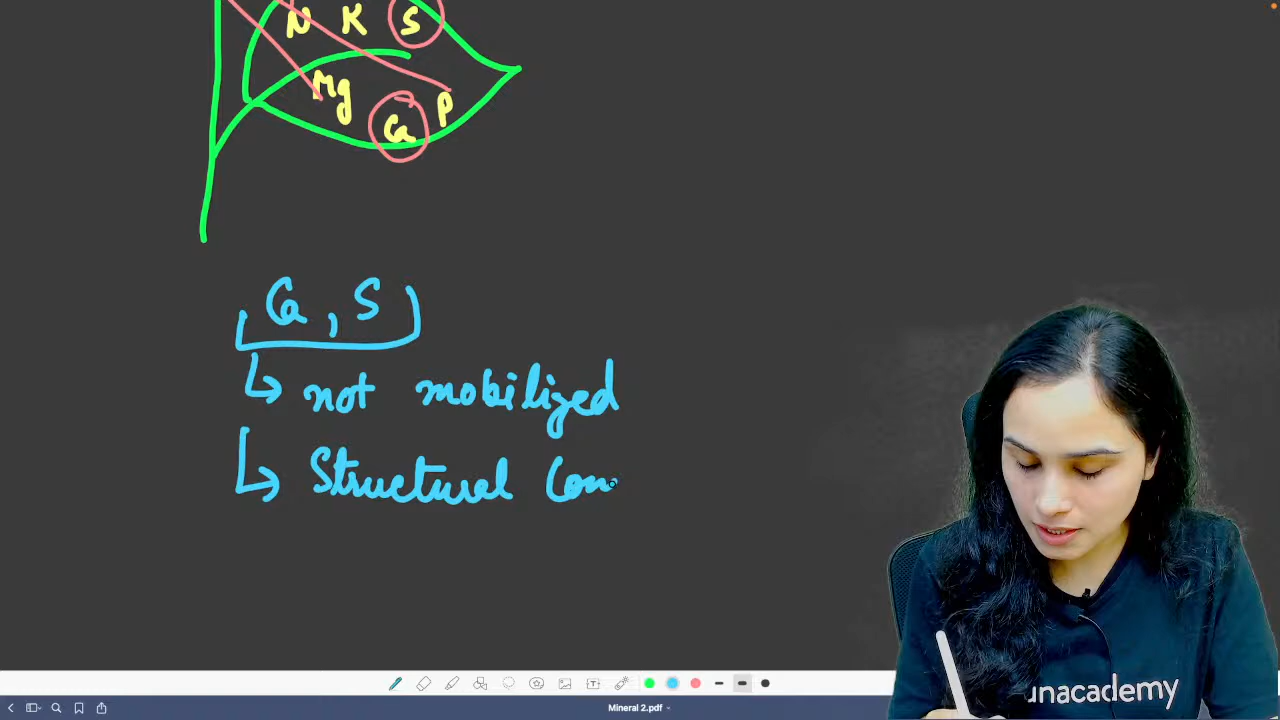 N K S
Mg Ca P
Ca, S
↳ not mobilized
↳ Structural Con
unacademy
Mineral 2.pdf